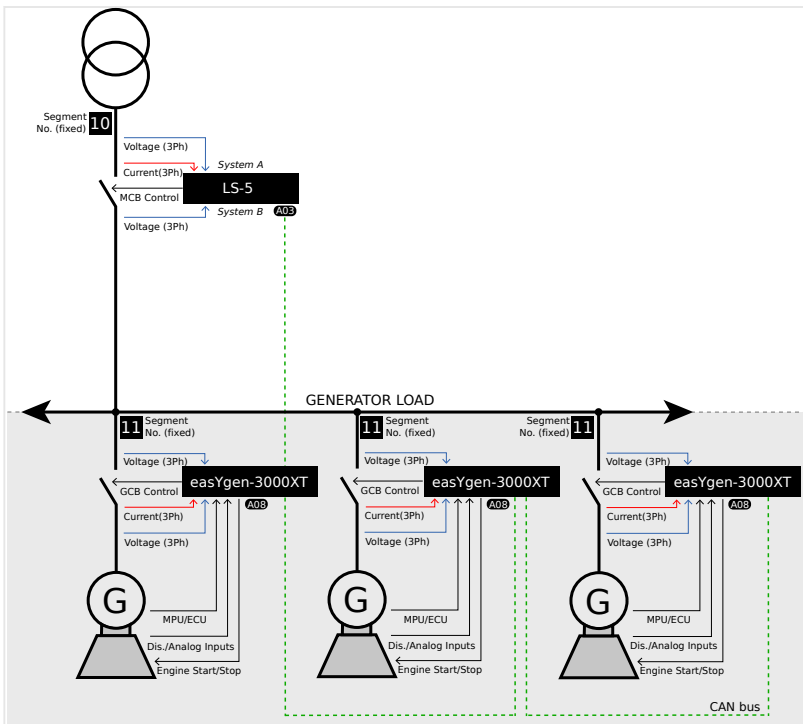 Segment
No. (fixed)
10
Voltage (3Ph)
System A
Current(3Ph)
LS-5
MCB Control
System B
A03
Voltage (3Ph)
GENERATOR LOAD
11
Segment
No. (fixed)
11
Segment
No. (fixed)
Segment
No. (fixed)
11
Voltage (3Ph)
easYgen-3000XT
GCB Control
A08
Current(3Ph)
Voltage (3Ph)
G
MPU/ECU
Dis./Analog Inputs
Engine Start/Stop
Voltage (3Ph)
easYgen-3000XT
GCB Control
A08
Current(3Ph)
Voltage (3Ph)
G
MPU/ECU
Dis./Analog Inputs
Engine Start/Stop
Voltage (3Ph)
easYgen-3000XT
GCB Control
A08
Current(3Ph)
Voltage (3Ph)
G
MPU/ECU
Dis./Analog Inputs
Engine Start/Stop
CAN bus